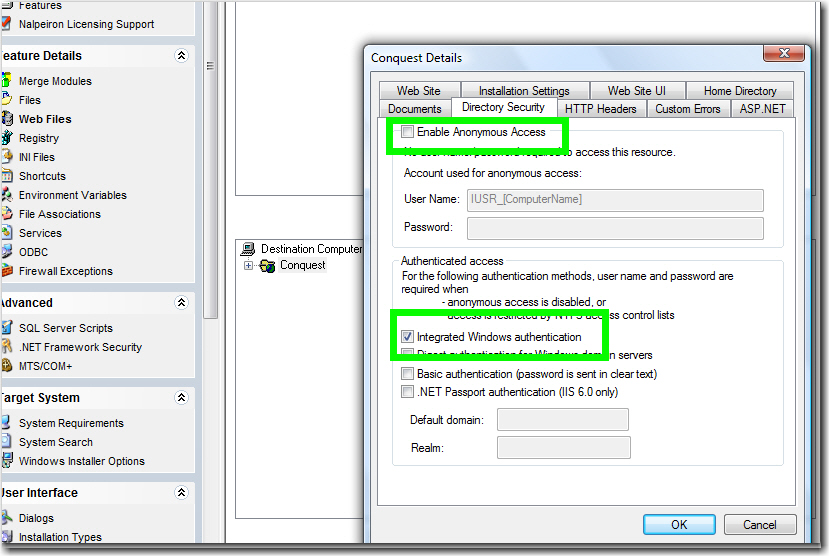 Features
Nalpeiron Licensing Support
eature Details
Merge Modules
Files
Web Files
Registry
INI Files
Shortcuts
Environment Variables
File Associations
Services
ODBC
Firewall Exceptions
Advanced
SQL Server Scripts
.NET Framework Security
MTS/COM+
Target System
System Requirements
System Search
Windows Installer Options
User Interface
Dialogs
Installation Types
Destination Computer
Conquest
Conquest Details
Web Site
Installation Settings
Web Site UI
Home Directory
Documents
Directory Security
HTTP Headers
Custom Errors
ASP.NET
Enable Anonymous Access
No user name/password required to access this resource.
Account used for anonymous access:
User Name:
IUSR_[ComputerName]
Password:
Authenticated access
For the following authentication methods, user name and password are
required when
- anonymous access is disabled, or
- access is restricted by NTFS access control lists
Integrated Windows authentication
Digest authentication for Windows domain servers
Basic authentication (password is sent in clear text)
.NET Passport authentication (IIS 6.0 only)
Default domain:
Realm:
OK
Cancel